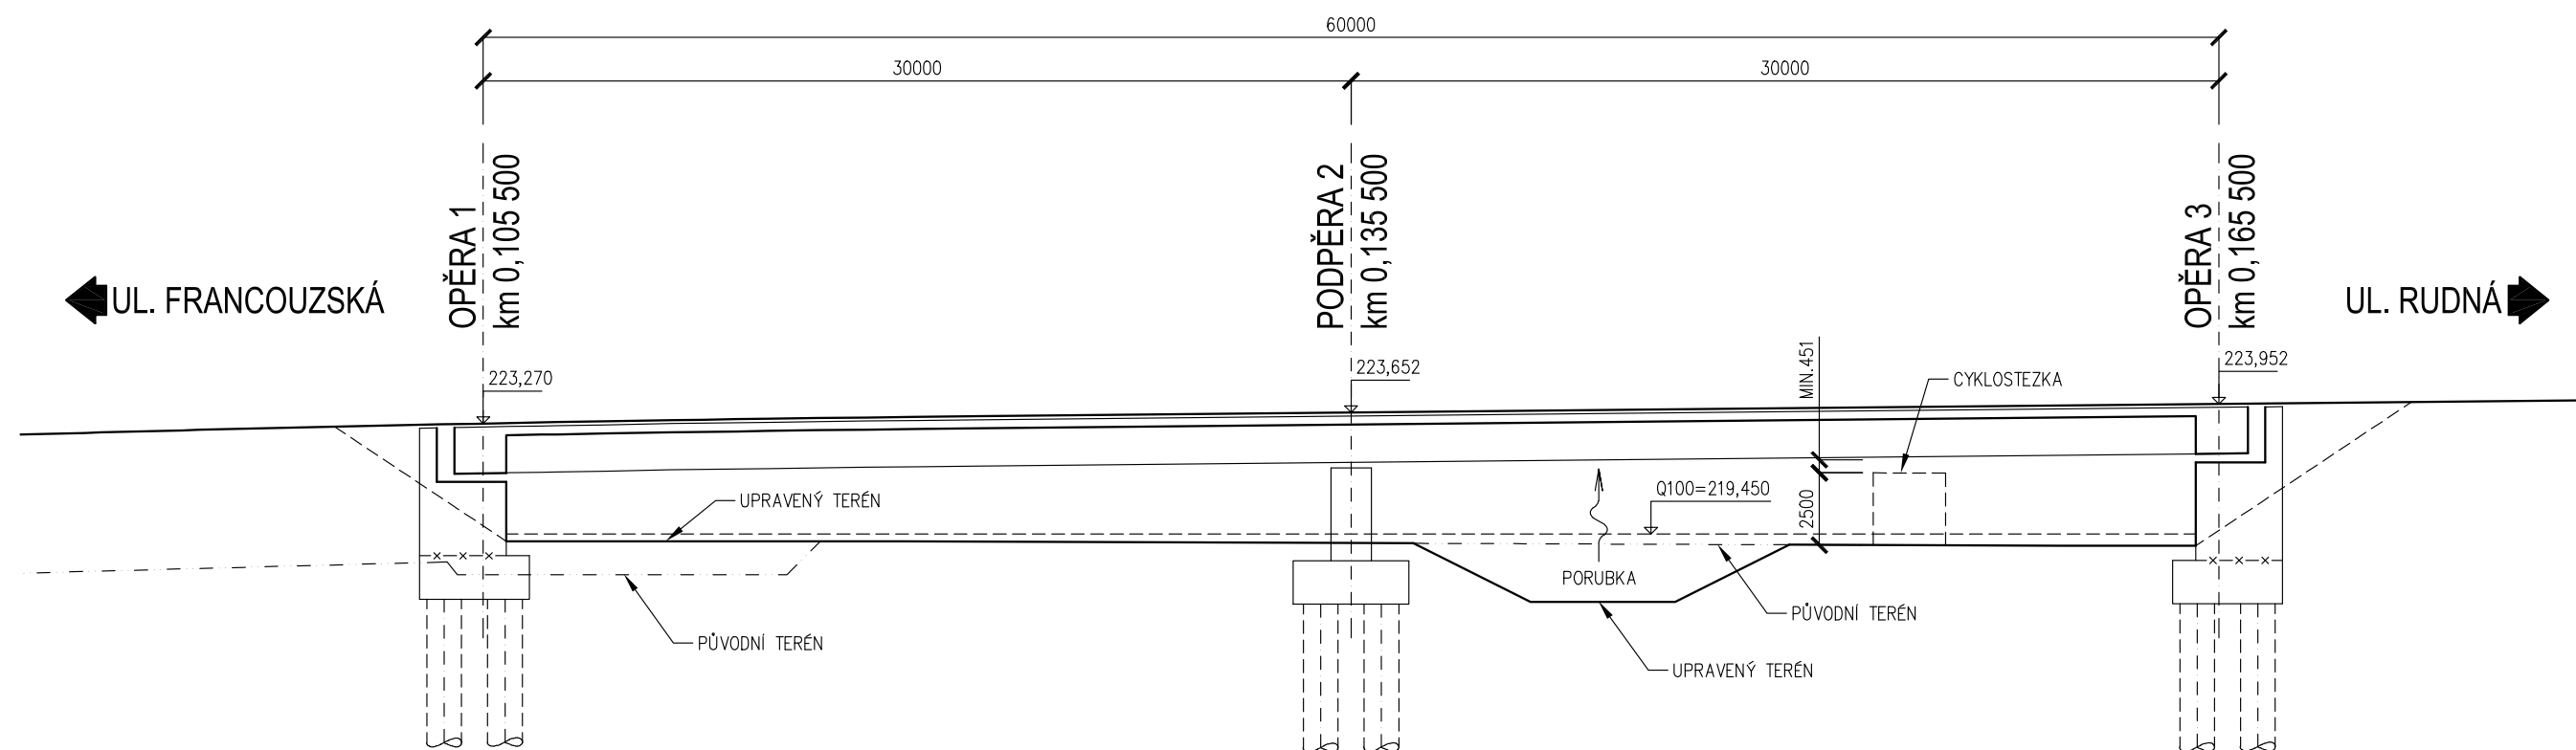 60000
30000
30000
OPĚRA 1
km 0,105 500
PODPĚRA 2
km 0,135 500
OPĚRA 3
km 0,165 500
UL. FRANCOUZSKÁ
UL. RUDNÁ
223,270
223,652
MIN.451
223,952
CYKLOSTEZKA
UPRAVENÝ TERÉN
Q100=219,450
2500
PORUBKA
PŮVODNÍ TERÉN
PŮVODNÍ TERÉN
UPRAVENÝ TERÉN